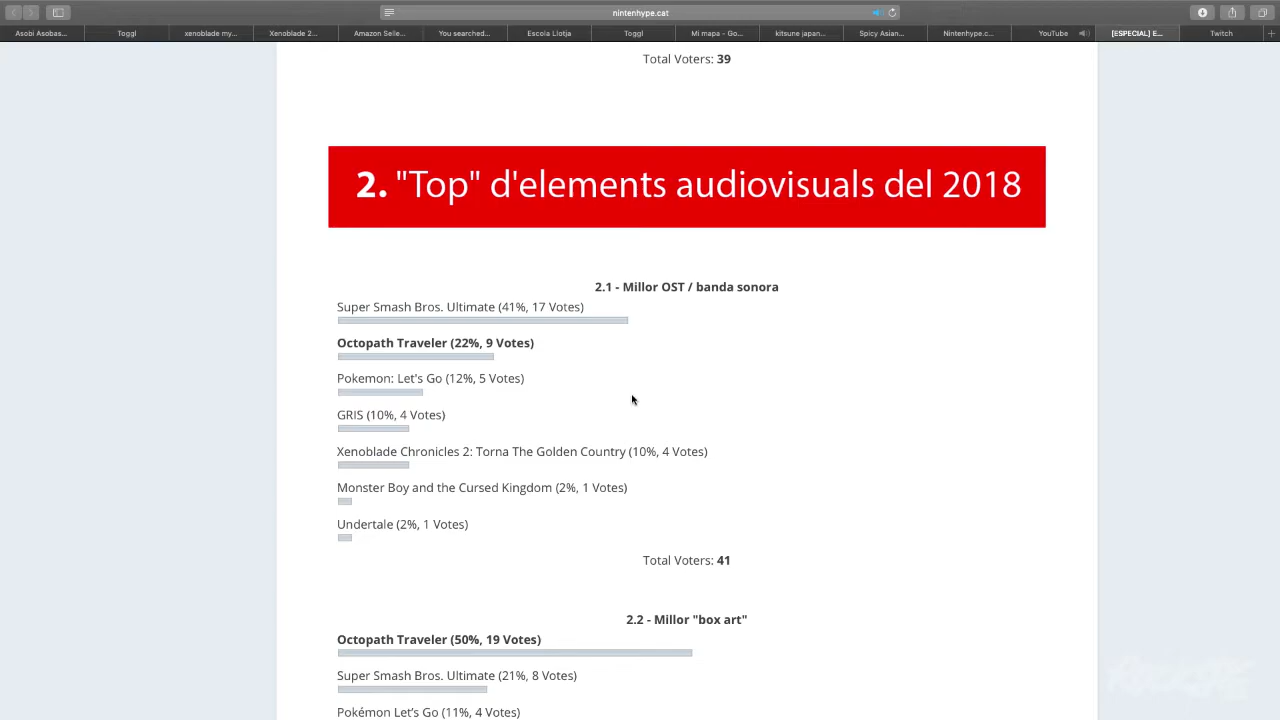 nintenhype.cat
Asobi Asobas...
Toggl
xenoblade my...
Xenoblade 2...
Amazon Selle...
You searched...
Escola Llotja
Toggl
Mi mapa - Go...
kitsune japan...
Spicy Asian...
Nintenhype.c...
YouTube
[ESPECIAL] E...
Twitch
Total Voters: 39
2. "Top" d'elements audiovisuals del 2018
2.1 - Millor OST / banda sonora
Super Smash Bros. Ultimate (41%, 17 Votes)
Octopath Traveler (22%, 9 Votes)
Pokemon: Let's Go (12%, 5 Votes)
GRIS (10%, 4 Votes)
Xenoblade Chronicles 2: Torna The Golden Country (10%, 4 Votes)
Monster Boy and the Cursed Kingdom (2%, 1 Votes)
Undertale (2%, 1 Votes)
Total Voters: 41
2.2 - Millor "box art"
Octopath Traveler (50%, 19 Votes)
Super Smash Bros. Ultimate (21%, 8 Votes)
Pokémon Let's Go (11%, 4 Votes)